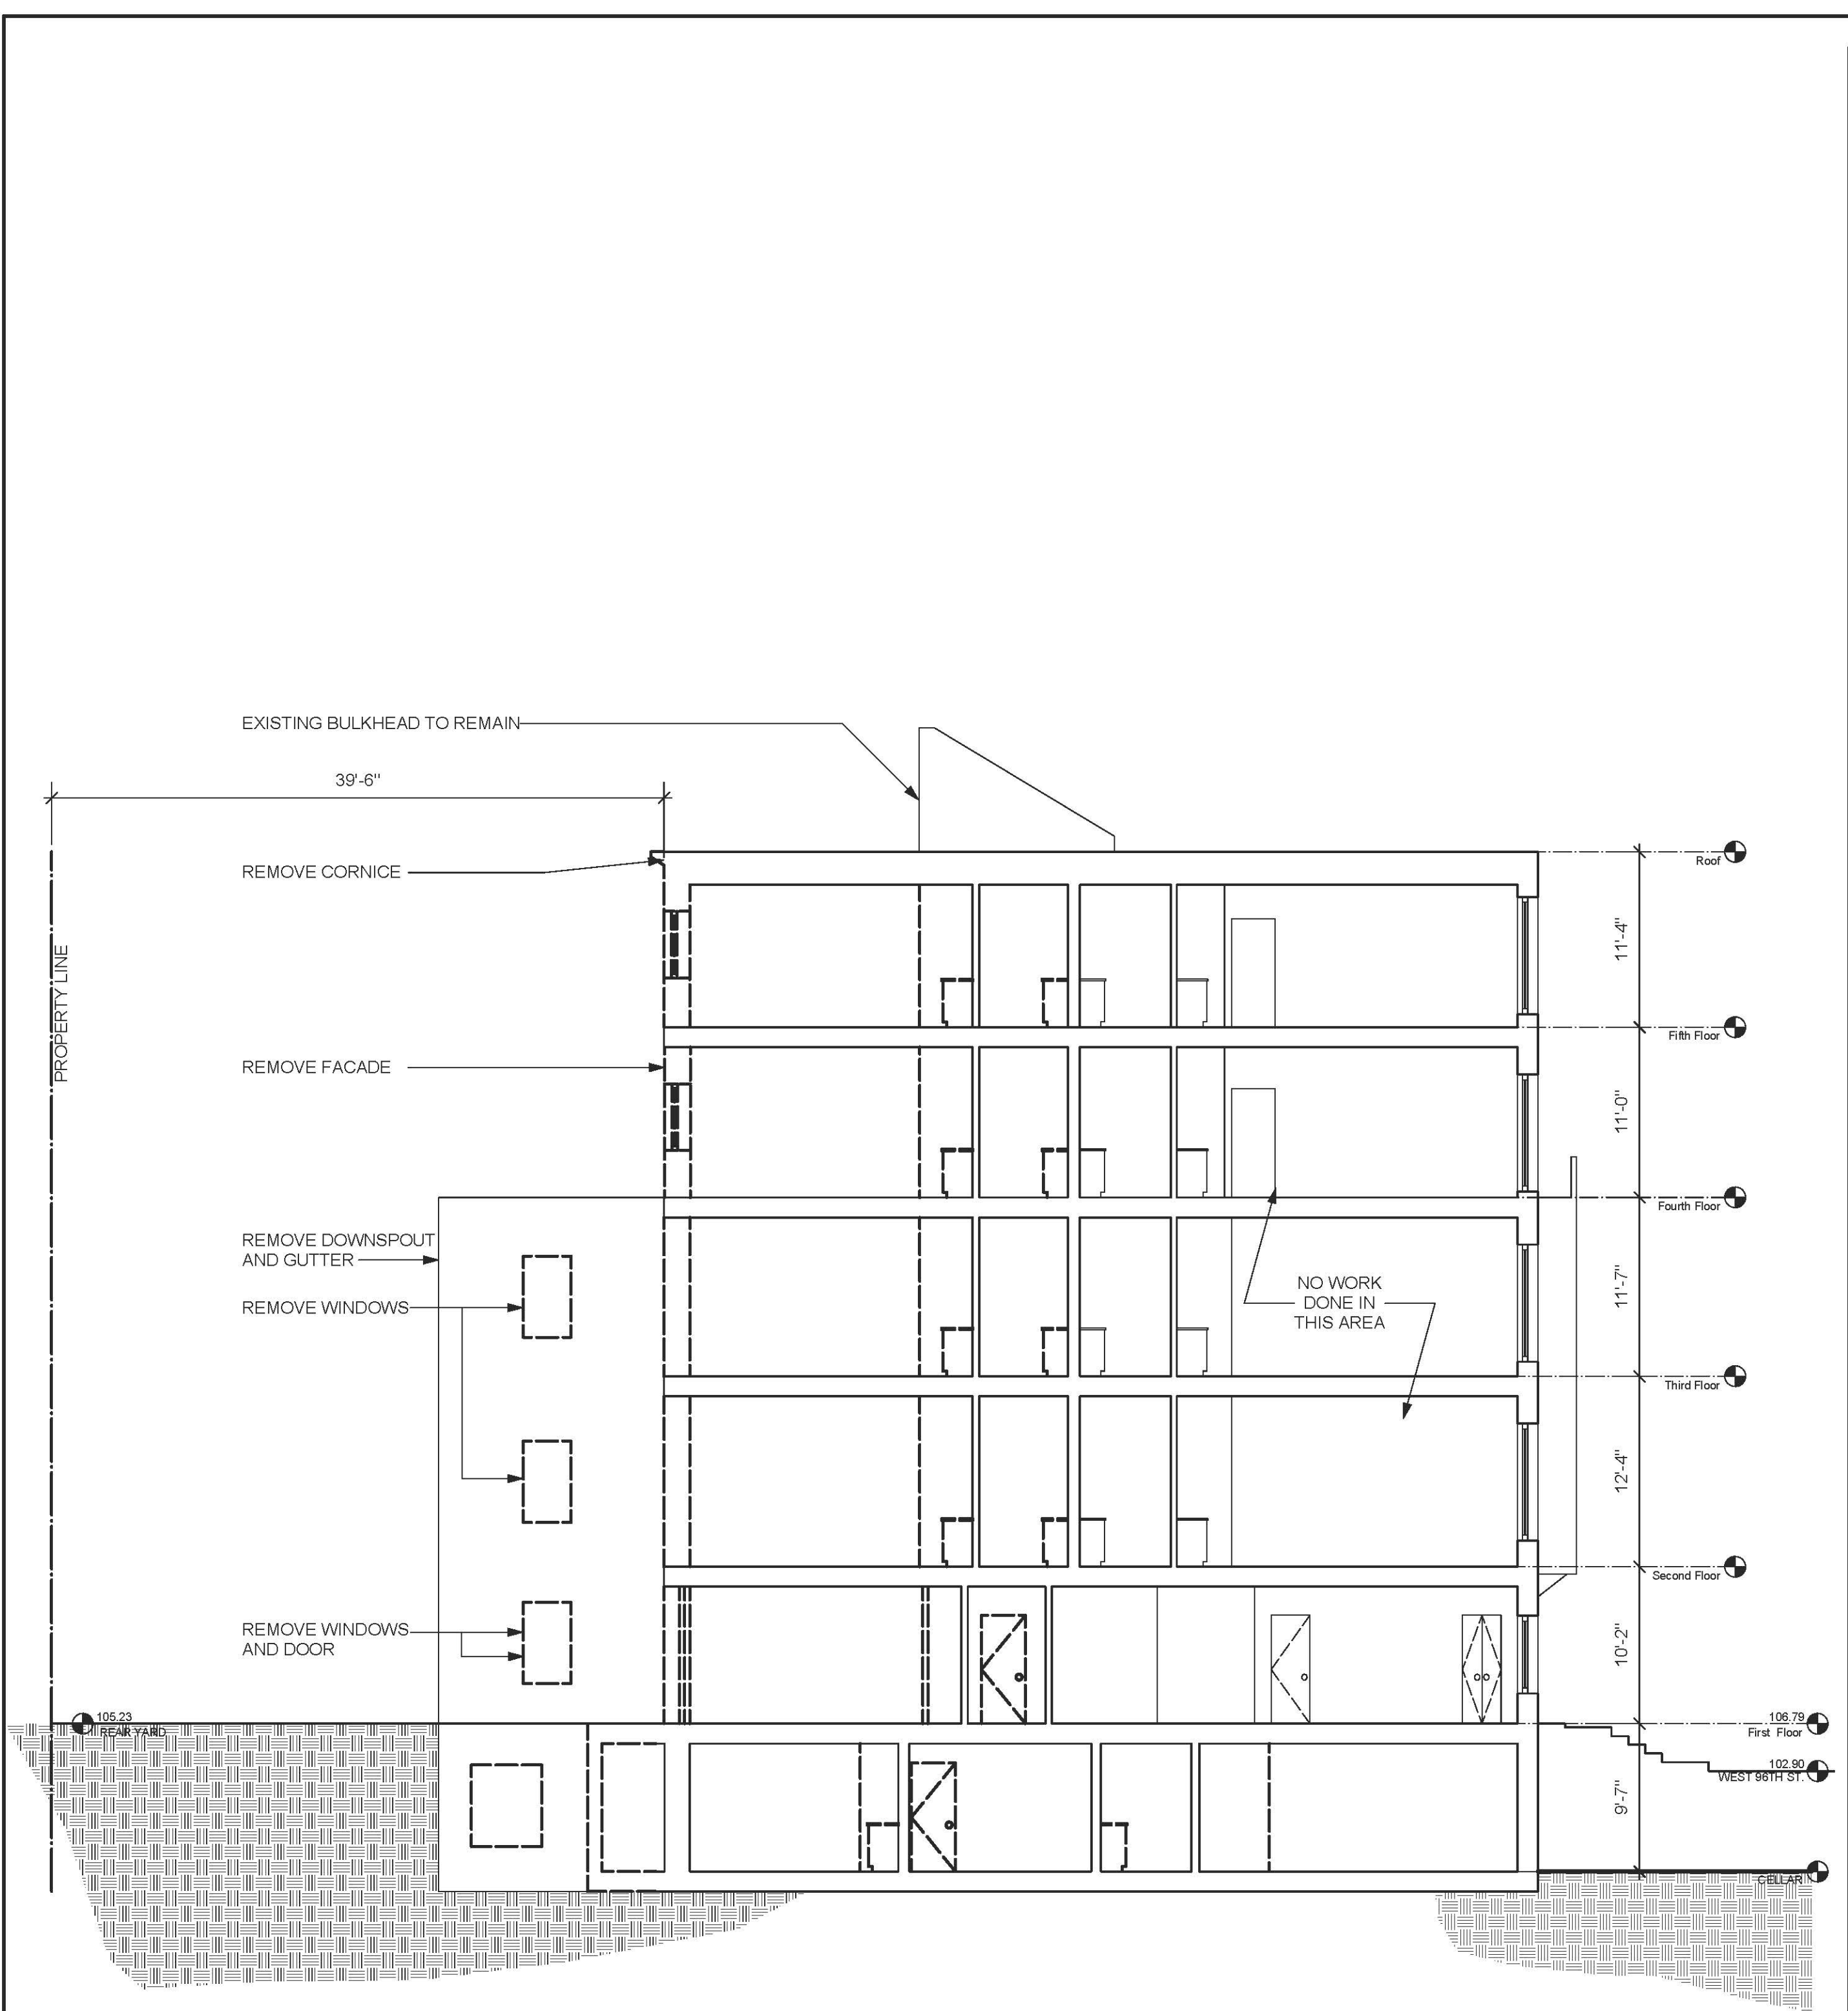 EXISTING BULKHEAD TO REMAIN
39'-6"
REMOVE CORNICE
Roof
11'-4"
PROPERTY LINE
Fifth Floor
REMOVE FACADE
11'-0"
Fourth Floor
REMOVE DOWNSPOUT
AND GUTTER
REMOVE WINDOWS
NO WORK
DONE IN
THIS AREA
11'-7"
Third Floor
12'-4"
Second Floor
REMOVE WINDOWS
AND DOOR
10'-2"
105.23
REAR YARD
106.79
First Floor
102.90
WEST 96TH ST.
9'-7"
CELLAR